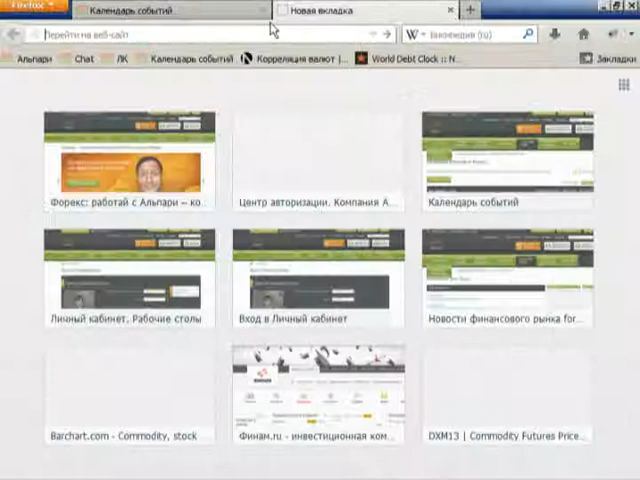 Firefox
Календарь событий
Новая вкладка
Перейти на веб-сайт
Википедия (ru)
Альпари
Chat
ЛК
Календарь событий
Корреляция валют |...
World Debt Clock :: N...
Закладки
Форекс: работай с Альпари – ко...
Центр авторизации. Компания А...
Календарь событий
Личный кабинет. Рабочие столы
Вход в Личный кабинет
Новости финансового рынка for...
Barchart.com - Commodity, stock
Финам.ru - инвестиционная ком...
DXM13 | Commodity Futures Price...